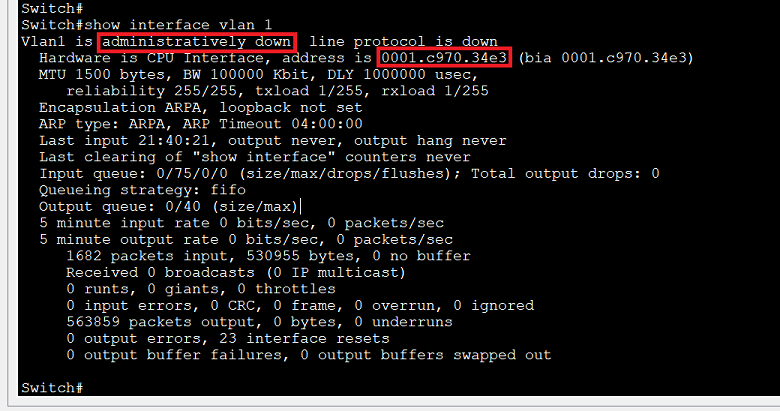 Switch#
Switch#show interface vlan 1
Vlan1 is administratively down  line protocol is down
  Hardware is CPU Interface, address is 0001.c970.34e3 (bia 0001.c970.34e3)
  MTU 1500 bytes, BW 100000 Kbit, DLY 1000000 usec,
     reliability 255/255, txload 1/255, rxload 1/255
  Encapsulation ARPA, loopback not set
  ARP type: ARPA, ARP Timeout 04:00:00
  Last input 21:40:21, output never, output hang never
  Last clearing of "show interface" counters never
  Input queue: 0/75/0/0 (size/max/drops/flushes); Total output drops: 0
  Queueing strategy: fifo
  Output queue: 0/40 (size/max)
  5 minute input rate 0 bits/sec, 0 packets/sec
  5 minute output rate 0 bits/sec, 0 packets/sec
     1682 packets input, 530955 bytes, 0 no buffer
     Received 0 broadcasts (0 IP multicast)
     0 runts, 0 giants, 0 throttles
     0 input errors, 0 CRC, 0 frame, 0 overrun, 0 ignored
     563859 packets output, 0 bytes, 0 underruns
     0 output errors, 23 interface resets
     0 output buffer failures, 0 output buffers swapped out
Switch#